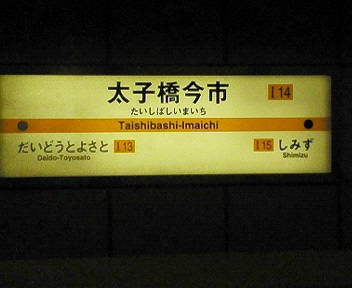 太子橋今市 I14
たいしばしいまいち
Taishibashi-Imaichi
だいどうとよさと I13 I15 しみず
Daido-Toyosato Shimizu